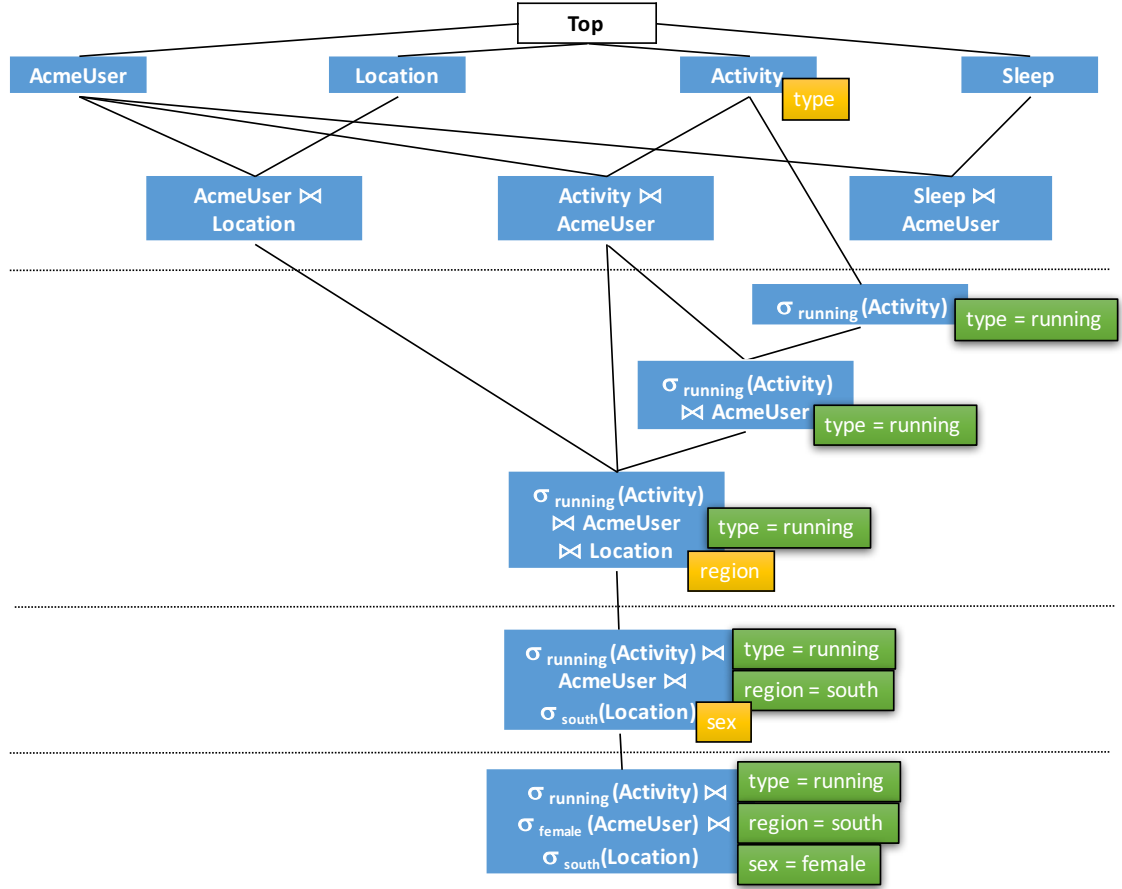 Top
AcmeUser
Location
Activity
Sleep
type
AcmeUser ⋈
Location
Activity ⋈
AcmeUser
Sleep ⋈
AcmeUser
σ running (Activity)
type = running
σ running (Activity)
⋈ AcmeUser
type = running
σ running (Activity)
⋈ AcmeUser
⋈ Location
type = running
region
σ running (Activity) ⋈
AcmeUser ⋈
σ south (Location)
type = running
region = south
sex
σ running (Activity) ⋈
σ female (AcmeUser) ⋈
σ south (Location)
type = running
region = south
sex = female